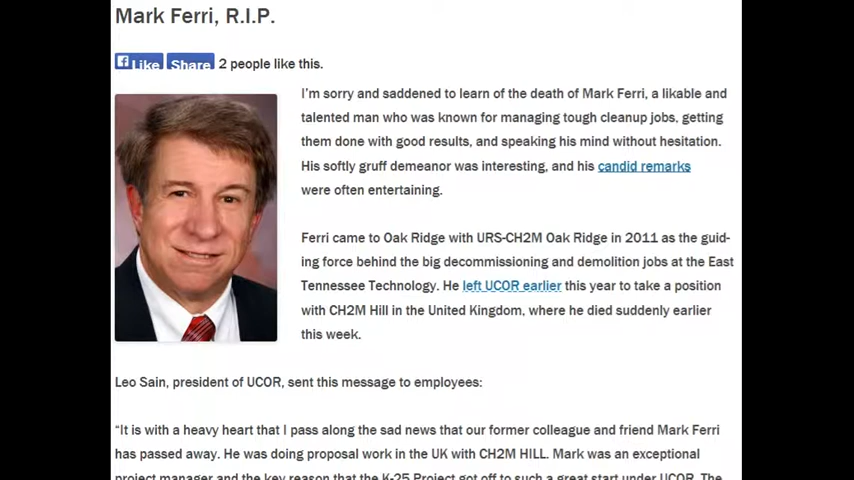 Mark Ferri, R.I.P.
Like Share 2 people like this.
I'm sorry and saddened to learn of the death of Mark Ferri, a likable and
talented man who was known for managing tough cleanup jobs, getting
them done with good results, and speaking his mind without hesitation.
His softly gruff demeanor was interesting, and his candid remarks
were often entertaining.
Ferri came to Oak Ridge with URS-CH2M Oak Ridge in 2011 as the guid-
ing force behind the big decommissioning and demolition jobs at the East
Tennessee Technology. He left UCOR earlier this year to take a position
with CH2M Hill in the United Kingdom, where he died suddenly earlier
this week.
Leo Sain, president of UCOR, sent this message to employees:
“It is with a heavy heart that I pass along the sad news that our former colleague and friend Mark Ferri
has passed away. He was doing proposal work in the UK with CH2M HILL. Mark was an exceptional
project manager and the key reason that the K-25 Project got off to such a great start under UCOR. The